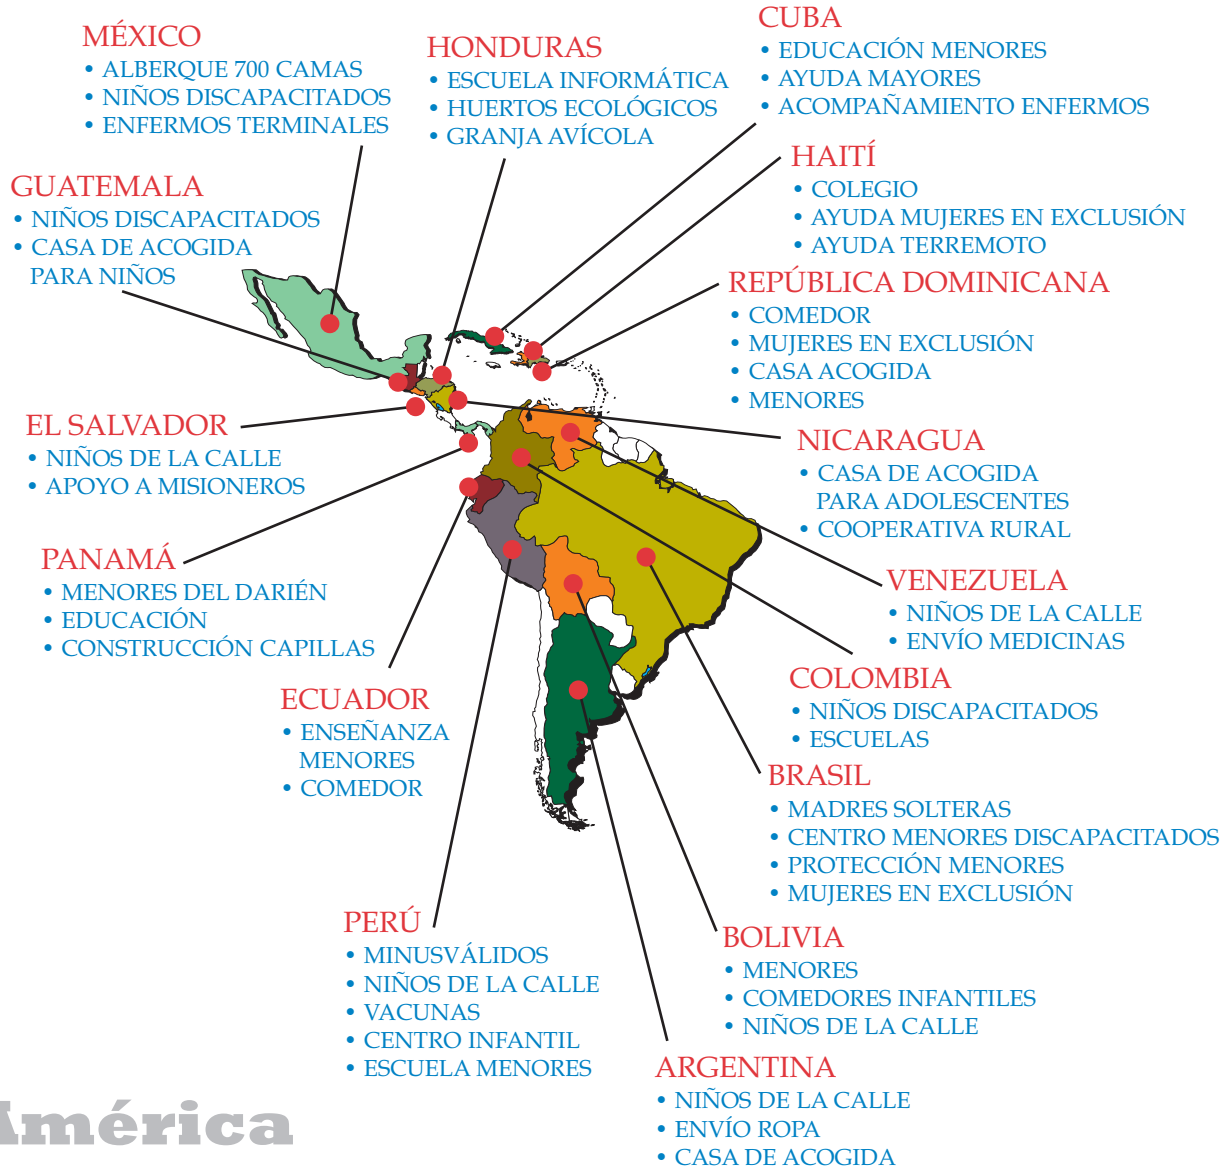 MÉXICO
• ALBERQUE 700 CAMAS
• NIÑOS DISCAPACITADOS
• ENFERMOS TERMINALES
HONDURAS
• ESCUELA INFORMÁTICA
• HUERTOS ECOLÓGICOS
• GRANJA AVÍCOLA
CUBA
• EDUCACIÓN MENORES
• AYUDA MAYORES
• ACOMPAÑAMIENTO ENFERMOS
HAITÍ
• COLEGIO
• AYUDA MUJERES EN EXCLUSIÓN
• AYUDA TERREMOTO
GUATEMALA
• NIÑOS DISCAPACITADOS
• CASA DE ACOGIDA
PARA NIÑOS
REPÚBLICA DOMINICANA
• COMEDOR
• MUJERES EN EXCLUSIÓN
• CASA ACOGIDA
• MENORES
EL SALVADOR
• NIÑOS DE LA CALLE
• APOYO A MISIONEROS
NICARAGUA
• CASA DE ACOGIDA
PARA ADOLESCENTES
• COOPERATIVA RURAL
PANAMÁ
• MENORES DEL DARIÉN
• EDUCACIÓN
• CONSTRUCCIÓN CAPILLAS
VENEZUELA
• NIÑOS DE LA CALLE
• ENVÍO MEDICINAS
ECUADOR
• ENSEÑANZA
MENORES
• COMEDOR
COLOMBIA
• NIÑOS DISCAPACITADOS
• ESCUELAS
BRASIL
• MADRES SOLTERAS
• CENTRO MENORES DISCAPACITADOS
• PROTECCIÓN MENORES
• MUJERES EN EXCLUSIÓN
PERÚ
• MINUSVÁLIDOS
• NIÑOS DE LA CALLE
• VACUNAS
• CENTRO INFANTIL
• ESCUELA MENORES
BOLIVIA
• MENORES
• COMEDORES INFANTILES
• NIÑOS DE LA CALLE
ARGENTINA
• NIÑOS DE LA CALLE
• ENVÍO ROPA
• CASA DE ACOGIDA
América